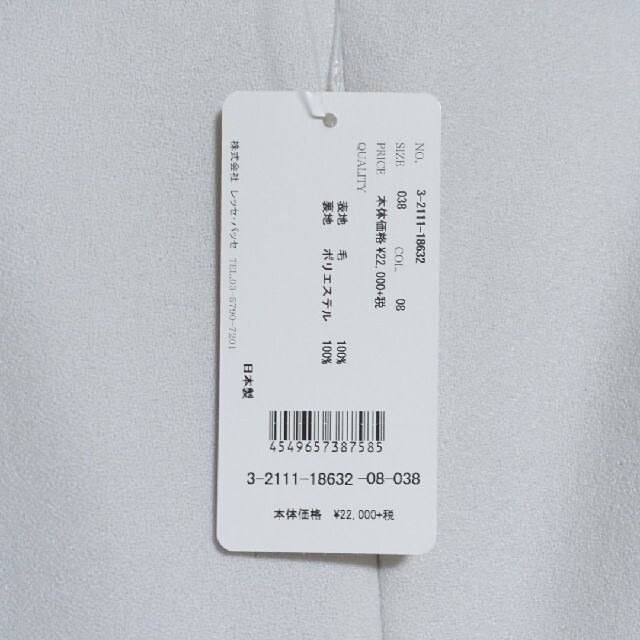 NO. 3-2111-18632
SIZE 038 COL. 08
PRICE 本体価格¥22,000+税
QUALITY
表地 毛 100%
裏地 ポリエステル 100%
日本製
株式会社 レッセ・パッセ TEL.03-5790-7201
4549657387585
3-2111-18632-08-038
本体価格 ¥22,000+税